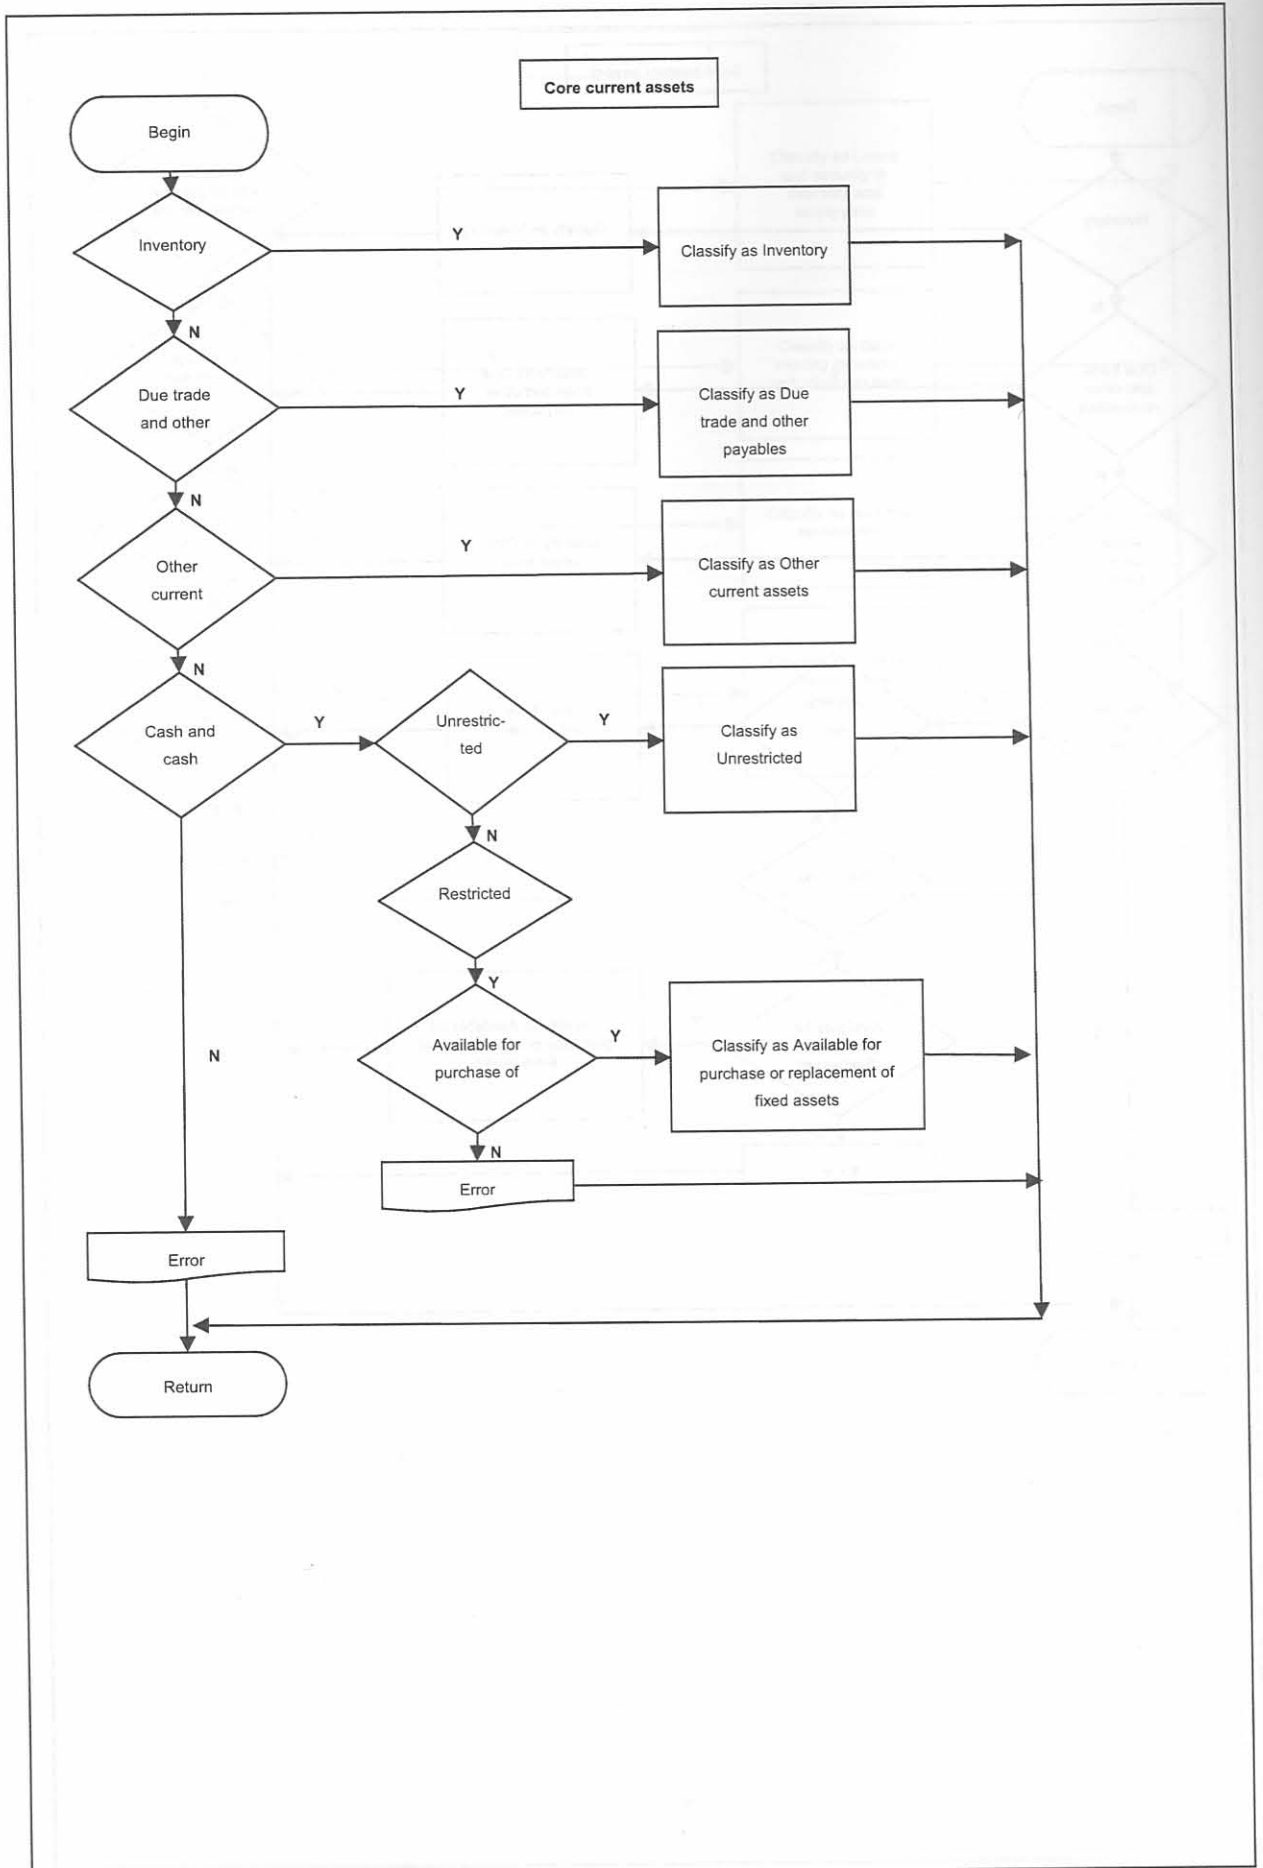 Core current assets
Begin
Inventory
Y
Classify as Inventory
N
Due trade
and other
Y
Classify as Due
trade and other
payables
N
Other
current
Y
Classify as Other
current assets
N
Cash and
cash
Y
Unrestric-
ted
Y
Classify as
Unrestricted
N
Restricted
Y
Available for
purchase of
Y
Classify as Available for
purchase or replacement of
fixed assets
N
N
Error
Error
Return